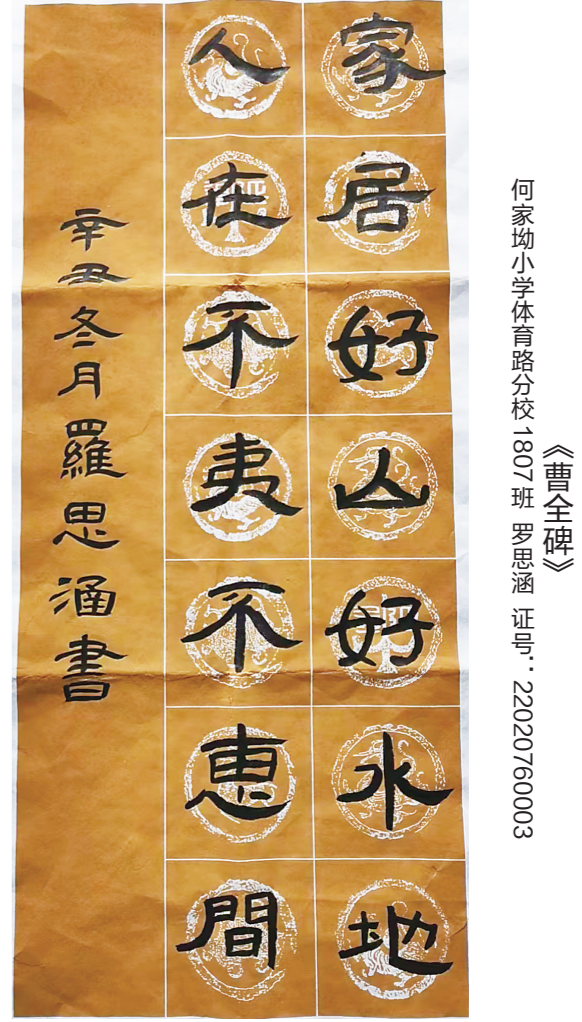 《曹全碑》
何家坳小学体育路分校 1807 班 罗思涵 证号：22020760003
家居好山好水地
人在不夷不惠間
辛丑冬月羅思涵書